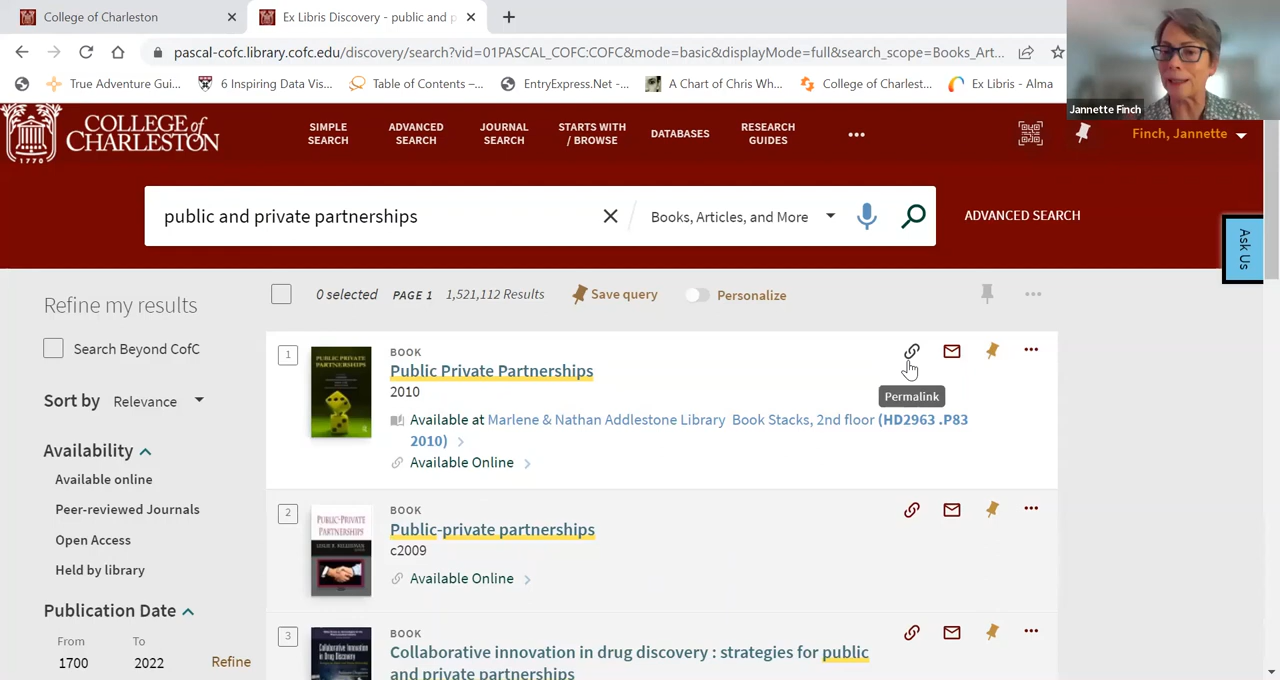 College of Charleston
Ex Libris Discovery - public and p
pascal-cofc.library.cofc.edu/discovery/search?vid=01PASCAL_COFC:COFC&mode=basic&displayMode=full&search_scope=Books_Art...
True Adventure Gui...
6 Inspiring Data Vis...
Table of Contents –...
EntryExpress.Net -...
A Chart of Chris Wh...
College of Charlest...
Ex Libris - Alma
Jannette Finch
COLLEGE of
CHARLESTON
1770
SIMPLE
SEARCH
ADVANCED
SEARCH
JOURNAL
SEARCH
STARTS WITH
/ BROWSE
DATABASES
RESEARCH
GUIDES
Finch, Jannette
public and private partnerships
Books, Articles, and More
ADVANCED SEARCH
Ask Us
Refine my results
Search Beyond CofC
Sort by Relevance
Availability
Available online
Peer-reviewed Journals
Open Access
Held by library
Publication Date
From
To
1700
2022
Refine
0 selected PAGE 1 1,521,112 Results
Save query
Personalize
1
PUBLIC PRIVATE
PARTNERSHIPS
BOOK
Public Private Partnerships
2010
Available at Marlene & Nathan Addlestone Library Book Stacks, 2nd floor (HD2963 .P83
2010)
Available Online
Permalink
2
PUBLIC-PRIVATE
PARTNERSHIPS
BOOK
Public-private partnerships
c2009
Available Online
3
BOOK
Collaborative innovation in drug discovery : strategies for public
and private partnerships